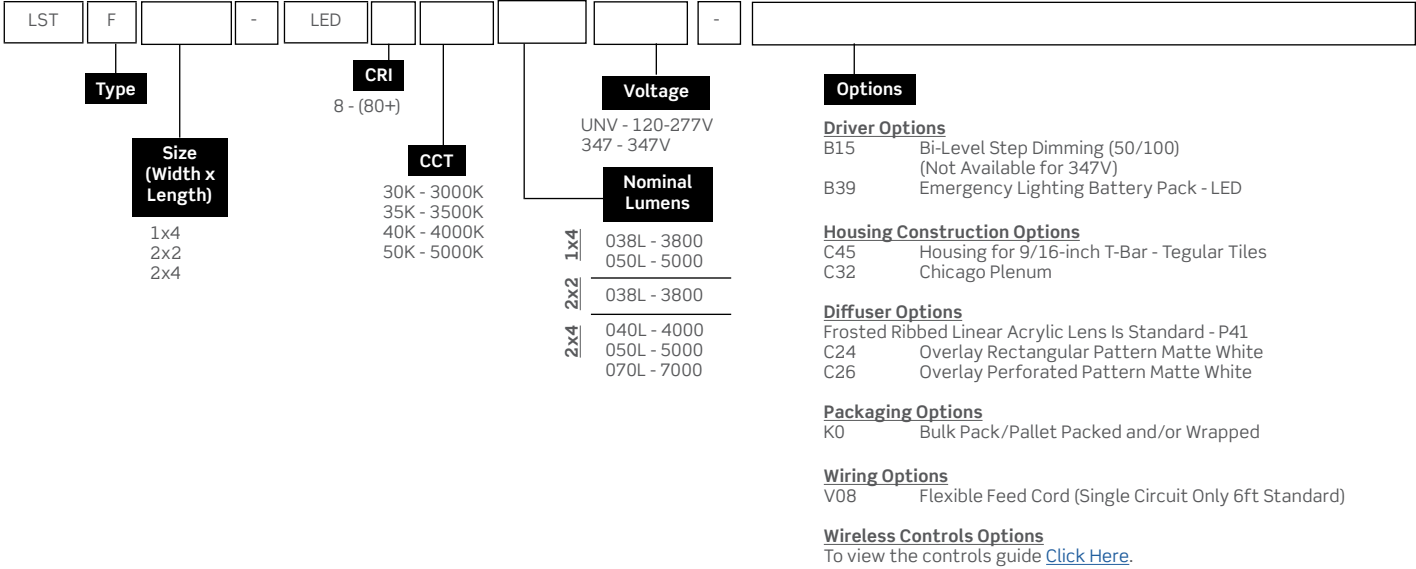 LST F - LED -
Type
Size
(Width x
Length)
1x4
2x2
2x4
CRI
8 - (80+)
CCT
30K - 3000K
35K - 3500K
40K - 4000K
50K - 5000K
Voltage
UNV - 120-277V
347 - 347V
Nominal
Lumens
1x4
038L - 3800
050L - 5000
2x2
038L - 3800
2x4
040L - 4000
050L - 5000
070L - 7000
Options
Driver Options
B15 Bi-Level Step Dimming (50/100)
(Not Available for 347V)
B39 Emergency Lighting Battery Pack - LED
Housing Construction Options
C45 Housing for 9/16-inch T-Bar - Tegular Tiles
C32 Chicago Plenum
Diffuser Options
Frosted Ribbed Linear Acrylic Lens Is Standard - P41
C24 Overlay Rectangular Pattern Matte White
C26 Overlay Perforated Pattern Matte White
Packaging Options
K0 Bulk Pack/Pallet Packed and/or Wrapped
Wiring Options
V08 Flexible Feed Cord (Single Circuit Only 6ft Standard)
Wireless Controls Options
To view the controls guide Click Here.